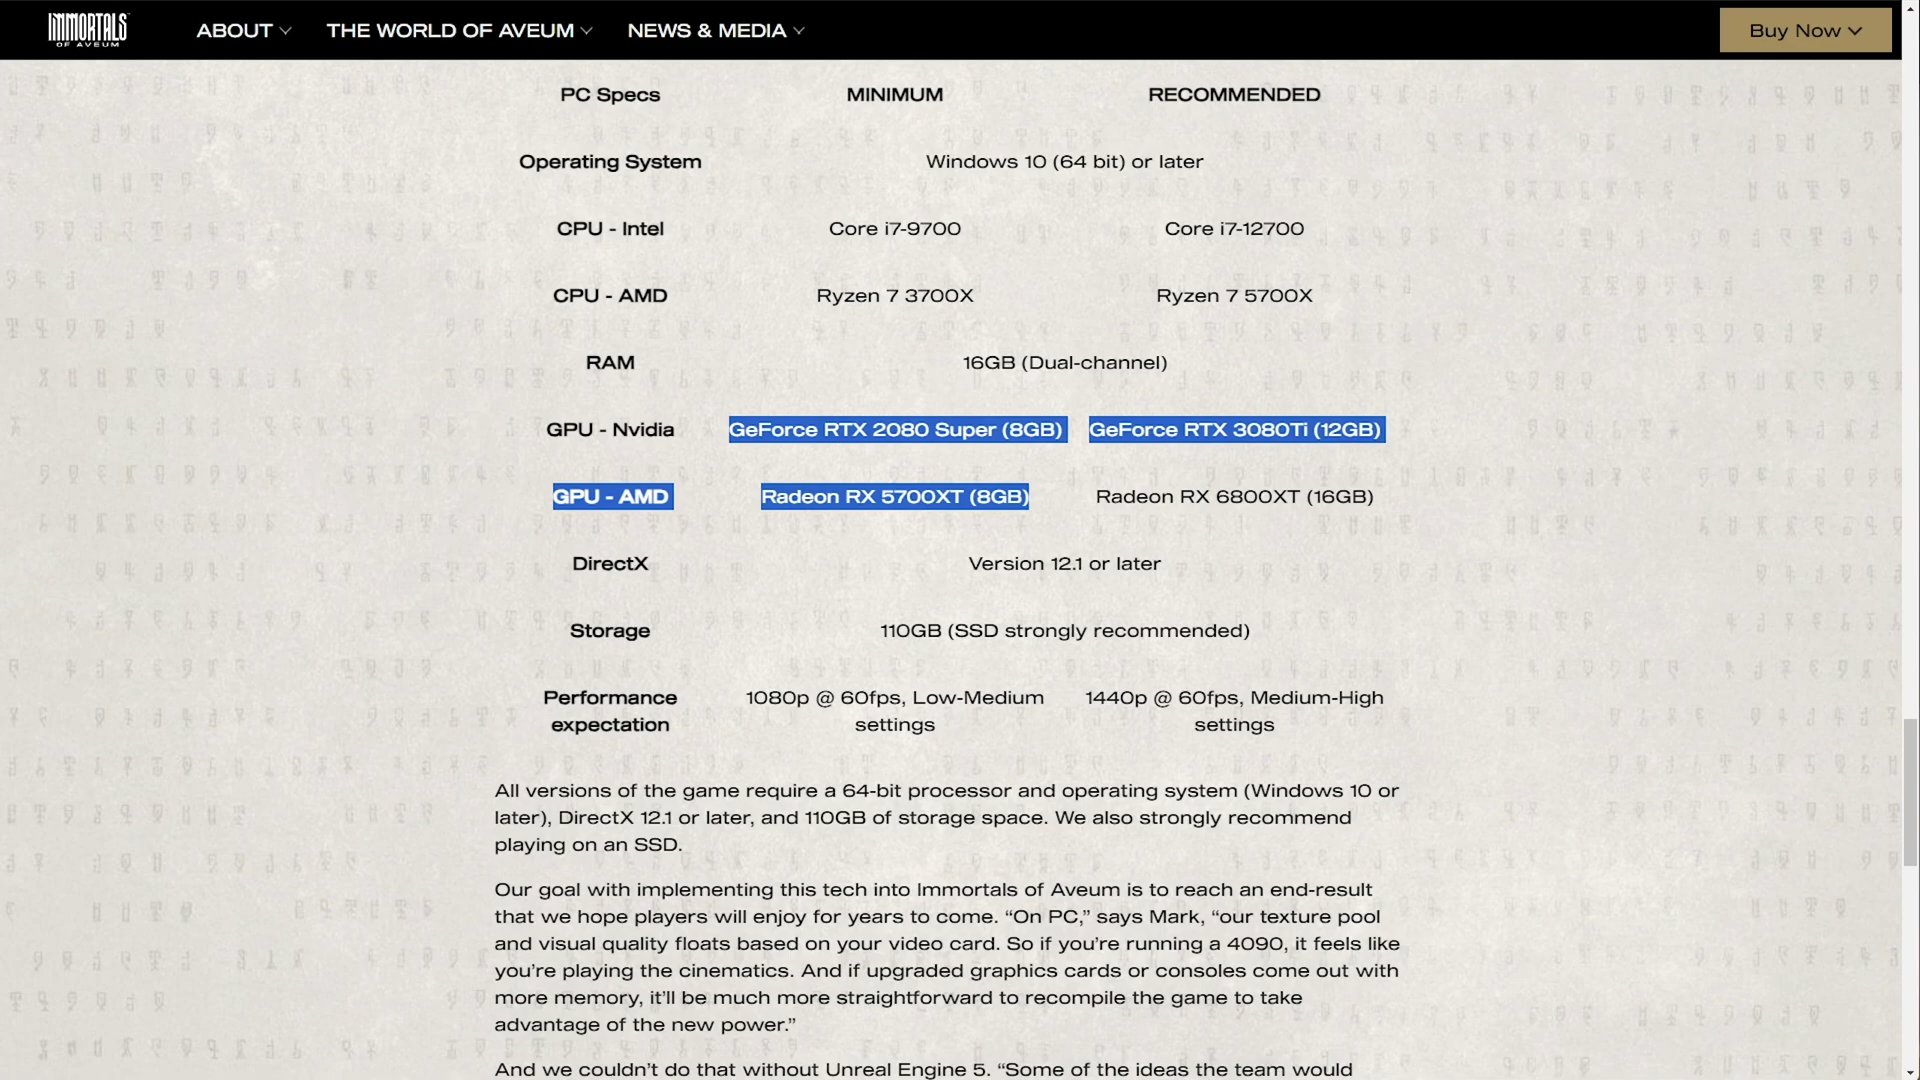 IMMORTALS
OF AVEUM
ABOUT
THE WORLD OF AVEUM
NEWS & MEDIA
Buy Now
PC Specs MINIMUM RECOMMENDED
Operating System Windows 10 (64 bit) or later
CPU - Intel Core i7-9700 Core i7-12700
CPU - AMD Ryzen 7 3700X Ryzen 7 5700X
RAM 16GB (Dual-channel)
GPU - Nvidia GeForce RTX 2080 Super (8GB) GeForce RTX 3080Ti (12GB)
GPU - AMD Radeon RX 5700XT (8GB) Radeon RX 6800XT (16GB)
DirectX Version 12.1 or later
Storage 110GB (SSD strongly recommended)
Performance 1080p @ 60fps, Low-Medium 1440p @ 60fps, Medium-High
expectation settings settings
All versions of the game require a 64-bit processor and operating system (Windows 10 or
later), DirectX 12.1 or later, and 110GB of storage space. We also strongly recommend
playing on an SSD.
Our goal with implementing this tech into Immortals of Aveum is to reach an end-result
that we hope players will enjoy for years to come. “On PC,” says Mark, “our texture pool
and visual quality floats based on your video card. So if you’re running a 4090, it feels like
you’re playing the cinematics. And if upgraded graphics cards or consoles come out with
more memory, it’ll be much more straightforward to recompile the game to take
advantage of the new power.”
And we couldn’t do that without Unreal Engine 5. “Some of the ideas the team would